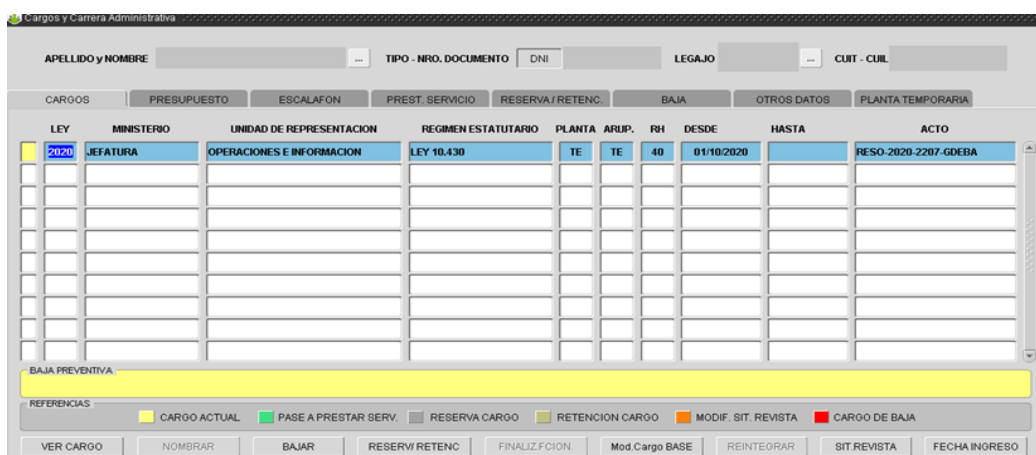 Cargos y Carrera Administrativa
APELLIDO y NOMBRE ... TIPO - NRO. DOCUMENTO DNI LEGAJO ... CUIT - CUIL
CARGOS PRESUPUESTO ESCALAFON PREST. SERVICIO RESERVA / RETENC. BAJA OTROS DATOS PLANTA TEMPORARIA
LEY MINISTERIO UNIDAD DE REPRESENTACION REGIMEN ESTATUTARIO PLANTA ARUP. RH DESDE HASTA ACTO
2020 JEFATURA OPERACIONES E INFORMACION LEY 10.430 TE TE 40 01/10/2020 RESO-2020-2207-GDEBA
BAJA PREVENTIVA
REFERENCIAS
CARGO ACTUAL PASE A PRESTAR SERV. RESERVA CARGO RETENCION CARGO MODIF. SIT. REVISTA CARGO DE BAJA
VER CARGO NOMBRAR BAJAR RESERV/ RETENC FINALIZ.FCION. Mod.Cargo BASE REINTEGRAR SIT.REVISTA FECHA INGRESO